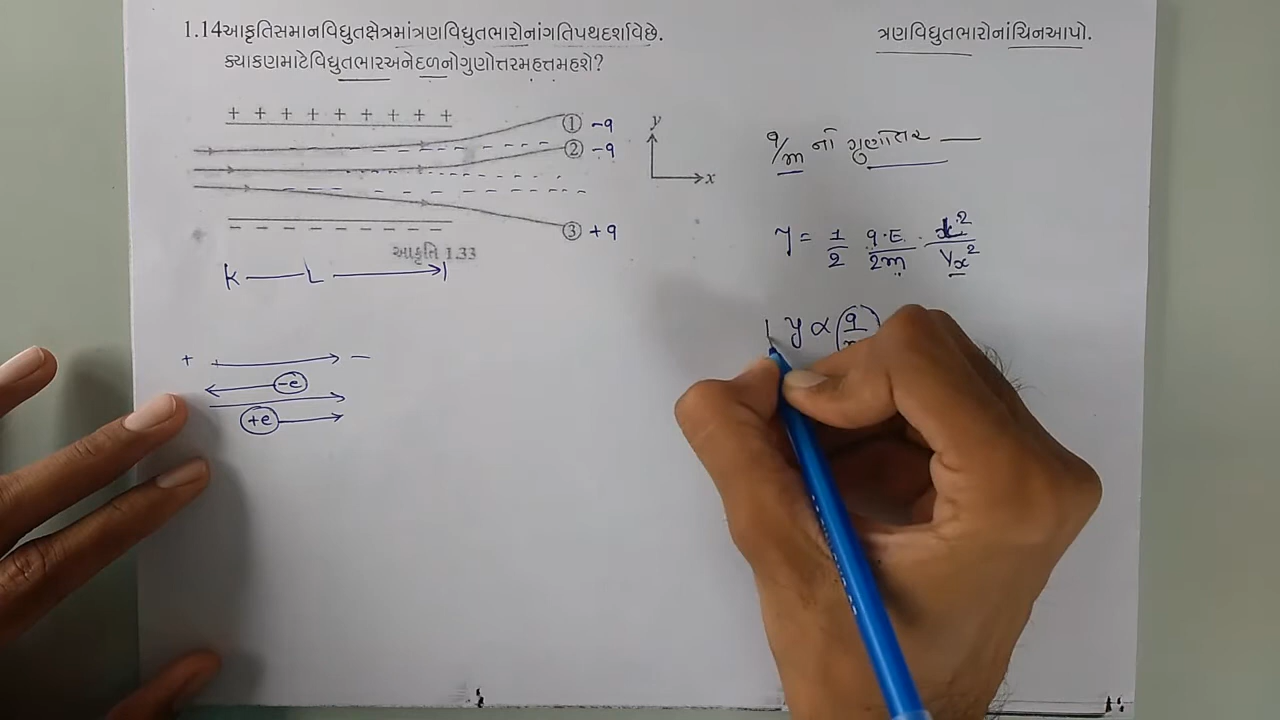 1.14આકૃતિસમાનવિદ્યુતક્ષેત્રમાંત્રણવિદ્યુતભારોનાંગતિપથદર્શાવેછે.
ત્રણવિદ્યુતભારોનાંચિનઆપો.
ક્યાકણમાટેવિદ્યુતભારઅનેદળનોગુણોત્તરમહત્તમહશે?
+ + + + + + + + +
① -q
② -q
③ +q
y
x
આકૃતિ 1.33
L
+ -
-e
+e
q/m નો ગુણોત્તર —
y = 1/2 q.E./2m . x²/Vx²
y ∝ (q